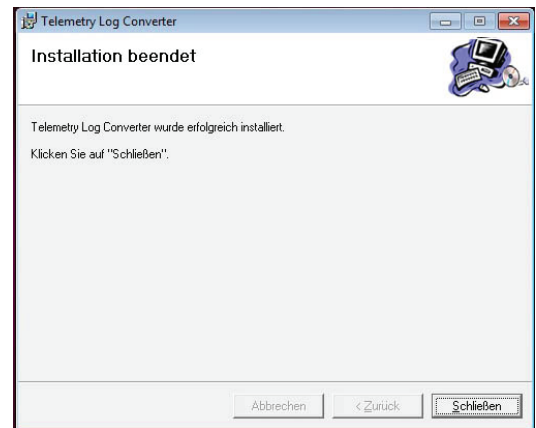 Telemetry Log Converter
Installation beendet
Telemetry Log Converter wurde erfolgreich installiert.
Klicken Sie auf "Schließen".
Abbrechen
< Zurück
Schließen